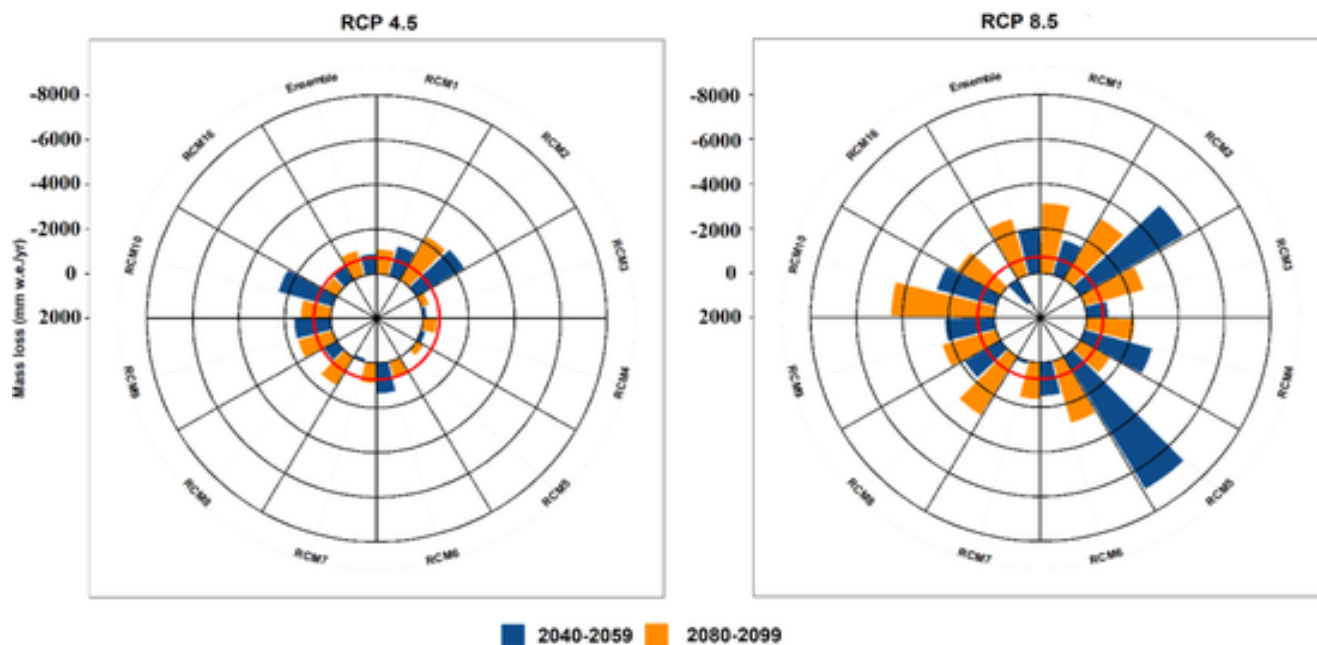 RCP 4.5
RCP 8.5
Mass loss (mm w.e./yr)
-8000
-6000
-4000
-2000
0
2000
Ensemble
RCM1
RCM2
RCM3
RCM4
RCM5
RCM6
RCM7
RCM8
RCM9
RCM10
RCM16
-8000
-6000
-4000
-2000
0
2000
Ensemble
RCM1
RCM2
RCM3
RCM4
RCM5
RCM6
RCM7
RCM8
RCM9
RCM10
RCM16
2040-2059 2080-2099